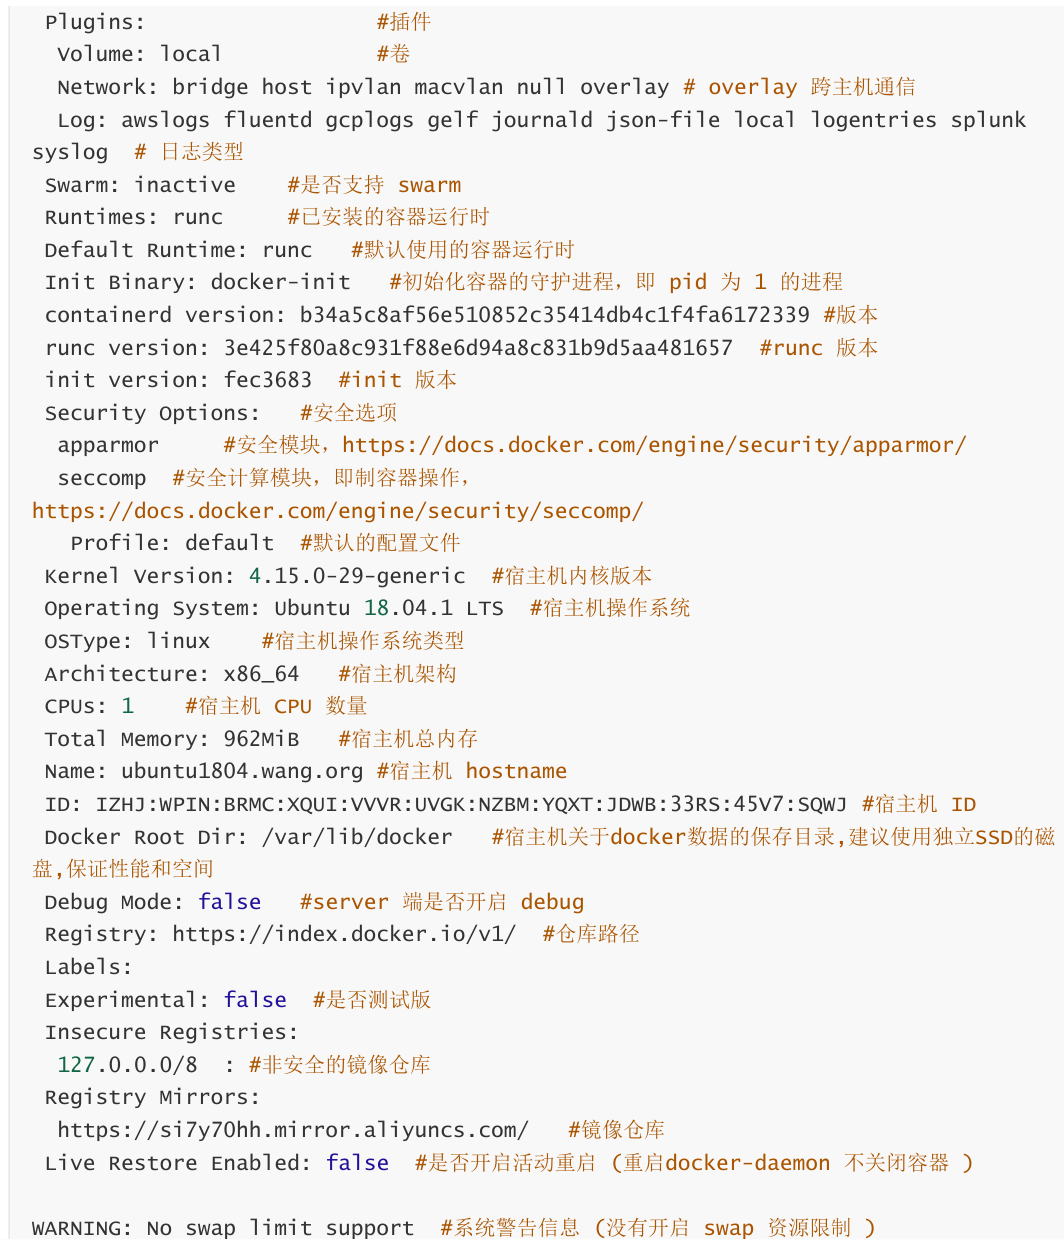 Plugins: #插件
Volume: local #卷
Network: bridge host ipvlan macvlan null overlay # overlay 跨主机通信
Log: awslogs fluentd gcplogs gelf journald json-file local logentries splunk
syslog # 日志类型
Swarm: inactive #是否支持 swarm
Runtimes: runc #已安装的容器运行时
Default Runtime: runc #默认使用的容器运行时
Init Binary: docker-init #初始化容器的守护进程，即 pid 为 1 的进程
containerd version: b34a5c8af56e510852c35414db4c1f4fa6172339 #版本
runc version: 3e425f80a8c931f88e6d94a8c831b9d5aa481657 #runc 版本
init version: fec3683 #init 版本
Security Options: #安全选项
apparmor #安全模块，https://docs.docker.com/engine/security/apparmor/
seccomp #安全计算模块，即制容器操作，
https://docs.docker.com/engine/security/seccomp/
Profile: default #默认的配置文件
Kernel Version: 4.15.0-29-generic #宿主机内核版本
Operating System: Ubuntu 18.04.1 LTS #宿主机操作系统
OSType: linux #宿主机操作系统类型
Architecture: x86_64 #宿主机架构
CPUs: 1 #宿主机 CPU 数量
Total Memory: 962MiB #宿主机总内存
Name: ubuntu1804.wang.org #宿主机 hostname
ID: IZHJ:WPIN:BRMC:XQUI:VVVR:UVGK:NZBM:YQXT:JDWB:33RS:45V7:SQWJ #宿主机 ID
Docker Root Dir: /var/lib/docker #宿主机关于docker数据的保存目录,建议使用独立SSD的磁
盘,保证性能和空间
Debug Mode: false #server 端是否开启 debug
Registry: https://index.docker.io/v1/ #仓库路径
Labels:
Experimental: false #是否测试版
Insecure Registries:
127.0.0.0/8 : #非安全的镜像仓库
Registry Mirrors:
https://si7y70hh.mirror.aliyuncs.com/ #镜像仓库
Live Restore Enabled: false #是否开启活动重启 (重启docker-daemon 不关闭容器 )
WARNING: No swap limit support #系统警告信息 (没有开启 swap 资源限制 )